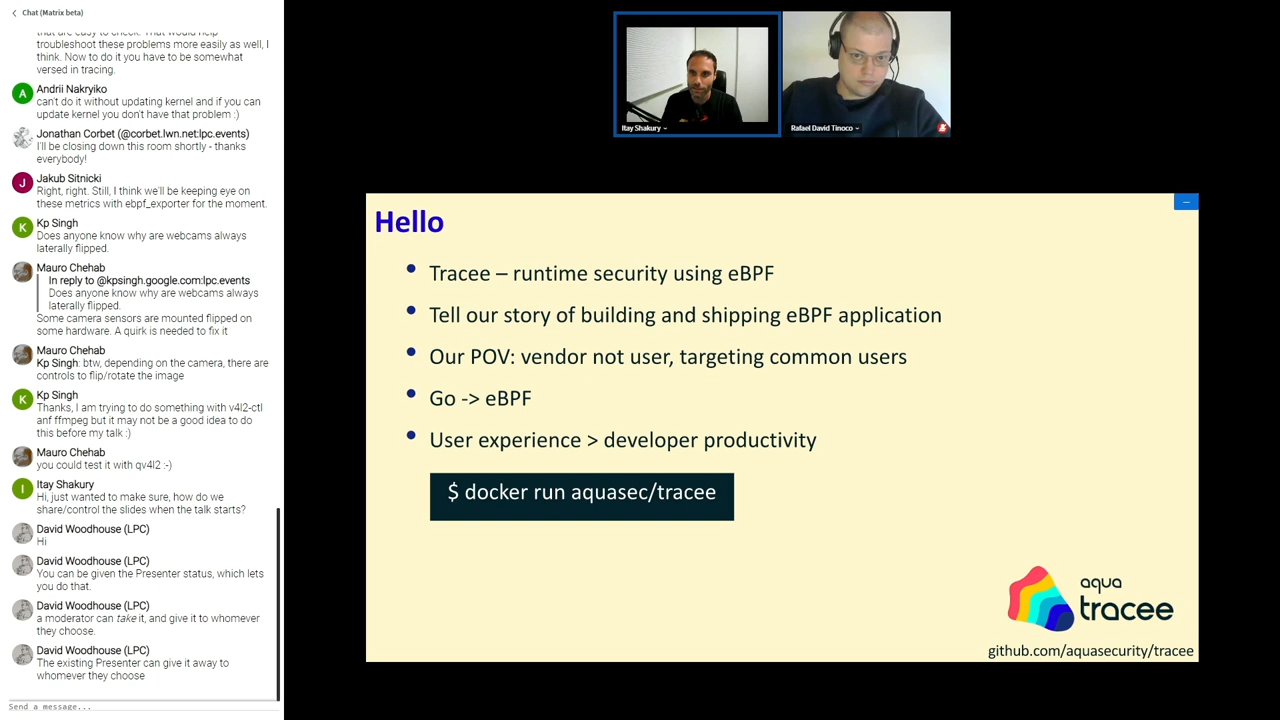 Chat (Matrix beta)
that are easy to check. That would help
troubleshoot these problems more easily as well, I
think. Now to do it you have to be somewhat
versed in tracing.
A
Andrii Nakryiko
can't do it without updating kernel and if you can
update kernel you don't have that problem :)
Jonathan Corbet (@corbet.lwn.net:lpc.events)
I'll be closing down this room shortly - thanks
everybody!
J
Jakub Sitnicki
Right, right. Still, I think we'll be keeping eye on
these metrics with ebpf_exporter for the moment.
K
Kp Singh
Does anyone know why are webcams always
laterally flipped.
Mauro Chehab
In reply to @kpsingh.google.com:lpc.events
Does anyone know why are webcams always
laterally flipped.
Some camera sensors are mounted flipped on
some hardware. A quirk is needed to fix it
Mauro Chehab
Kp Singh: btw, depending on the camera, there are
controls to flip/rotate the image
K
Kp Singh
Thanks, I am trying to do something with v4l2-ctl
anf ffmpeg but it may not be a good idea to do
this before my talk :)
Mauro Chehab
you could test it with qv4l2 :-)
I
Itay Shakury
Hi, just wanted to make sure, how do we
share/control the slides when the talk starts?
David Woodhouse (LPC)
Hi
David Woodhouse (LPC)
You can be given the Presenter status, which lets
you do that.
David Woodhouse (LPC)
a moderator can take it, and give it to whomever
they choose.
David Woodhouse (LPC)
The existing Presenter can give it away to
whomever they choose
Send a message...
Itay Shakury
Rafael David Tinoco
Hello
• Tracee – runtime security using eBPF
• Tell our story of building and shipping eBPF application
• Our POV: vendor not user, targeting common users
• Go -> eBPF
• User experience > developer productivity
$ docker run aquasec/tracee
aqua
tracee
github.com/aquasecurity/tracee